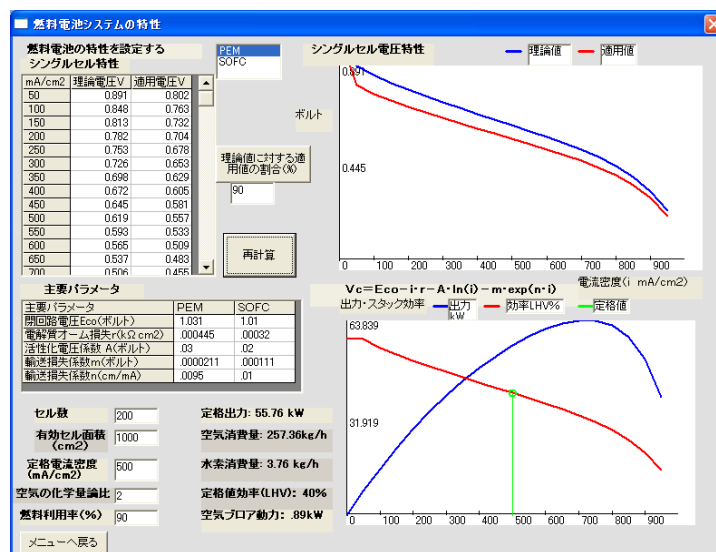 燃料電池システムの特性
燃料電池の特性を設定する
シングルセル特性
PEM
SOFC
mA/cm2 理論電圧V 適用電圧V
50 0.891 0.802
100 0.848 0.763
150 0.813 0.732
200 0.782 0.704
250 0.753 0.678
300 0.726 0.653
350 0.698 0.629
400 0.672 0.605
450 0.645 0.581
500 0.619 0.557
550 0.593 0.533
600 0.565 0.509
650 0.537 0.483
700 0.506 0.455
理論値に対する適
用値の割合(%)
90
再計算
シングルセル電圧特性
理論値 適用値
0.891
ボルト
0.445
0 100 200 300 400 500 600 700 800 900
電流密度(i mA/cm2)
主要パラメータ
主要パラメータ PEM SOFC
開回路電圧Eco(ボルト) 1.031 1.01
電解質オーム損失r(kΩcm2) .000445 .00032
活性化電圧係数 A(ボルト) .03 .02
輸送損失係数m(ボルト) .0000211 .000111
輸送損失係数n(cm/mA) .0095 .01
Vc=Eco-i・r-A・ln(i)-m・exp(n・i)
出力・スタック効率
出力
kW
効率LHV%
定格値
63.839
31.919
0 100 200 300 400 500 600 700 800 900
セル数 200
有効セル面積
(cm2)
1000
定格電流密度
(mA/cm2)
500
空気の化学量論比 2
燃料利用率(%) 90
定格出力: 55.76 kW
空気消費量: 257.36kg/h
水素消費量: 3.76 kg/h
定格値効率(LHV): 40%
空気ブロア動力: .89kW
メニューへ戻る